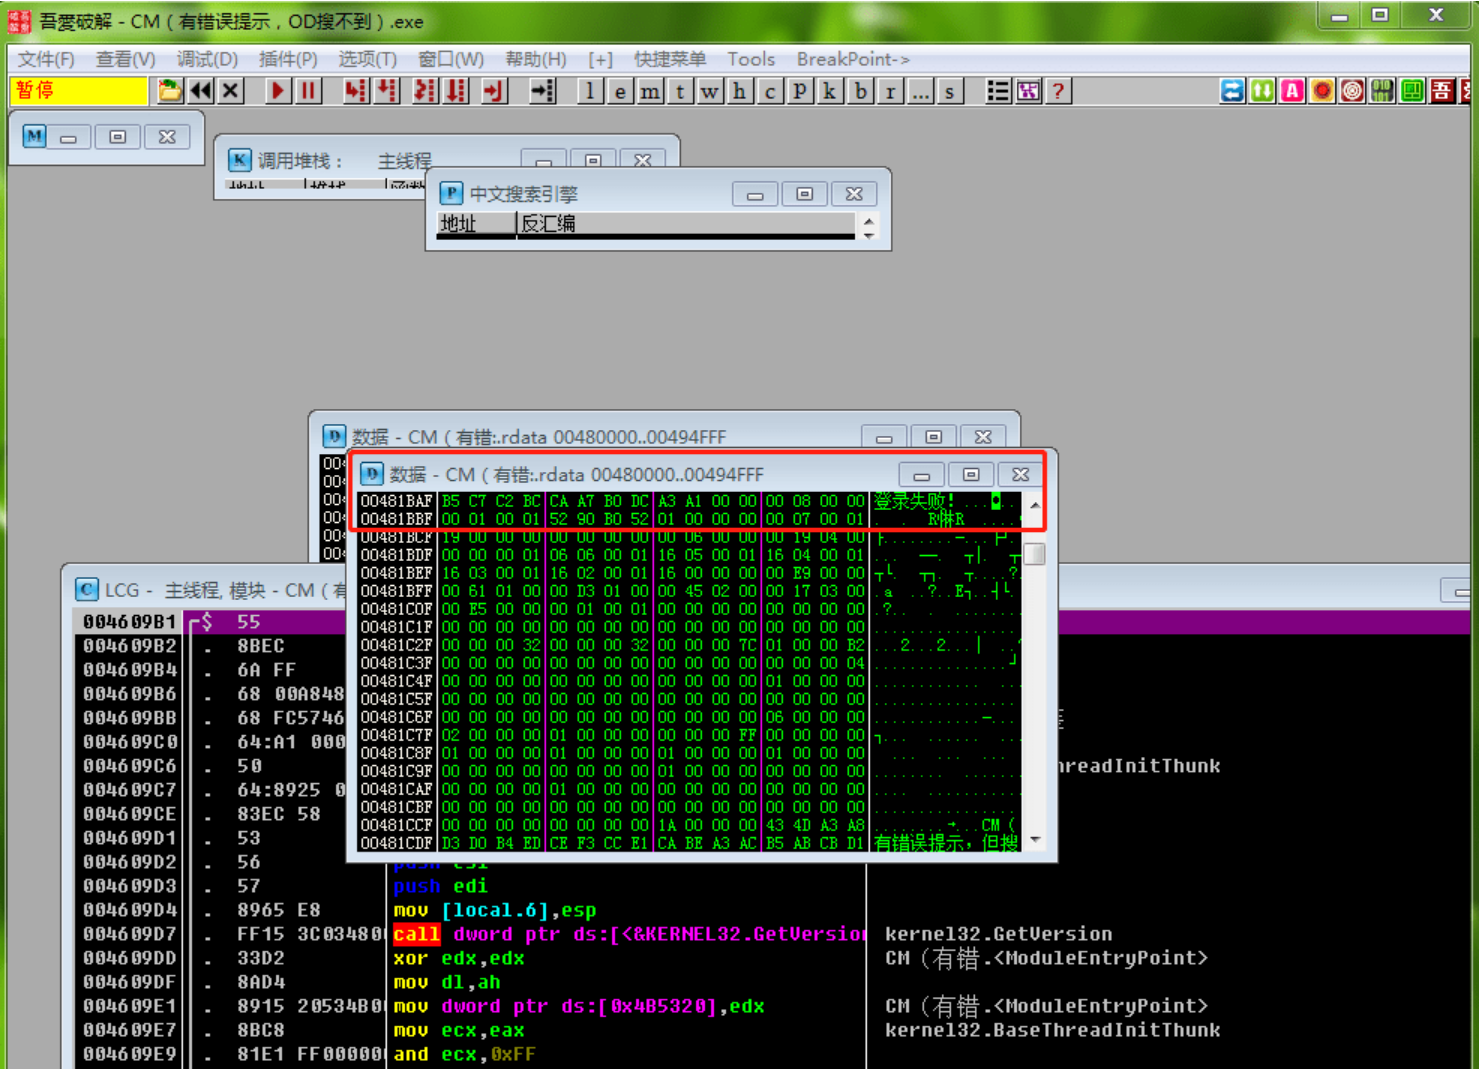 吾愛破解 - CM（有错误提示，OD搜不到）.exe
文件(F) 查看(V) 调试(D) 插件(P) 选项(T) 窗口(W) 帮助(H) [+] 快捷菜单 Tools BreakPoint->
暂停 l e m t w h c P k b r ... s ?
M
K 调用堆栈： 主线程
P 中文搜索引擎
地址 反汇编
D 数据 - CM（有错:.rdata 00480000..00494FFF
D 数据 - CM（有错:.rdata 00480000..00494FFF
00481BAF B5 C7 C2 BC CA A7 B0 DC A3 A1 00 00 00 08 00 00 登录失败！...
00481BBF 00 01 00 01 52 90 B0 52 01 00 00 00 00 07 00 01
00481BCF 19 00 00 00 00 00 00 00 00 06 00 00 00 19 04 00
00481BDF 00 00 00 01 06 06 00 01 16 05 00 01 16 04 00 01
00481BEF 16 03 00 01 16 02 00 01 16 00 00 00 00 E9 00 00
00481BFF 00 61 01 00 00 D3 01 00 00 45 02 00 00 17 03 00
00481C0F 00 E5 00 00 00 01 00 01 00 00 00 00 00 00 00 00
00481C1F 00 00 00 00 00 00 00 00 00 00 00 00 00 00 00 00
00481C2F 00 00 00 32 00 00 00 32 00 00 00 7C 01 00 00 B2
00481C3F 00 00 00 00 00 00 00 00 00 00 00 00 00 00 00 04
00481C4F 00 00 00 00 00 00 00 00 00 00 00 00 01 00 00 00
00481C5F 00 00 00 00 00 00 00 00 00 00 00 00 00 00 00 00
00481C6F 00 00 00 00 00 00 00 00 00 00 00 00 06 00 00 00
00481C7F 02 00 00 00 01 00 00 00 00 00 00 FF 00 00 00 00
00481C8F 01 00 00 00 01 00 00 00 01 00 00 00 01 00 00 00
00481C9F 00 00 00 00 00 00 00 00 01 00 00 00 00 00 00 00
00481CAF 00 00 00 00 01 00 00 00 00 00 00 00 00 00 00 00
00481CBF 00 00 00 00 00 00 00 00 00 00 00 00 00 00 00 00
00481CCF 00 00 00 00 00 00 00 00 1A 00 00 00 43 4D A3 A8 CM（
00481CDF D3 D0 B4 ED CE F3 CC E1 CA BE A3 AC B5 AB CB D1 有错误提示，但搜
C LCG - 主线程, 模块 - CM（有
004609B1 $ 55
004609B2 . 8BEC
004609B4 . 6A FF
004609B6 . 68 00A848
004609BB . 68 FC5746
004609C0 . 64:A1 000
004609C6 . 50 hreadInitThunk
004609C7 . 64:8925 0
004609CE . 83EC 58
004609D1 . 53
004609D2 . 56
004609D3 . 57 push edi
004609D4 . 8965 E8 mov [local.6],esp
004609D7 . FF15 3C03480 call dword ptr ds:[<&KERNEL32.GetVersion kernel32.GetVersion
004609DD . 33D2 xor edx,edx CM（有错.<ModuleEntryPoint>
004609DF . 8AD4 mov dl,ah
004609E1 . 8915 20534B0 mov dword ptr ds:[0x4B5320],edx CM（有错.<ModuleEntryPoint>
004609E7 . 8BC8 mov ecx,eax kernel32.BaseThreadInitThunk
004609E9 . 81E1 FF00000 and ecx,0xFF